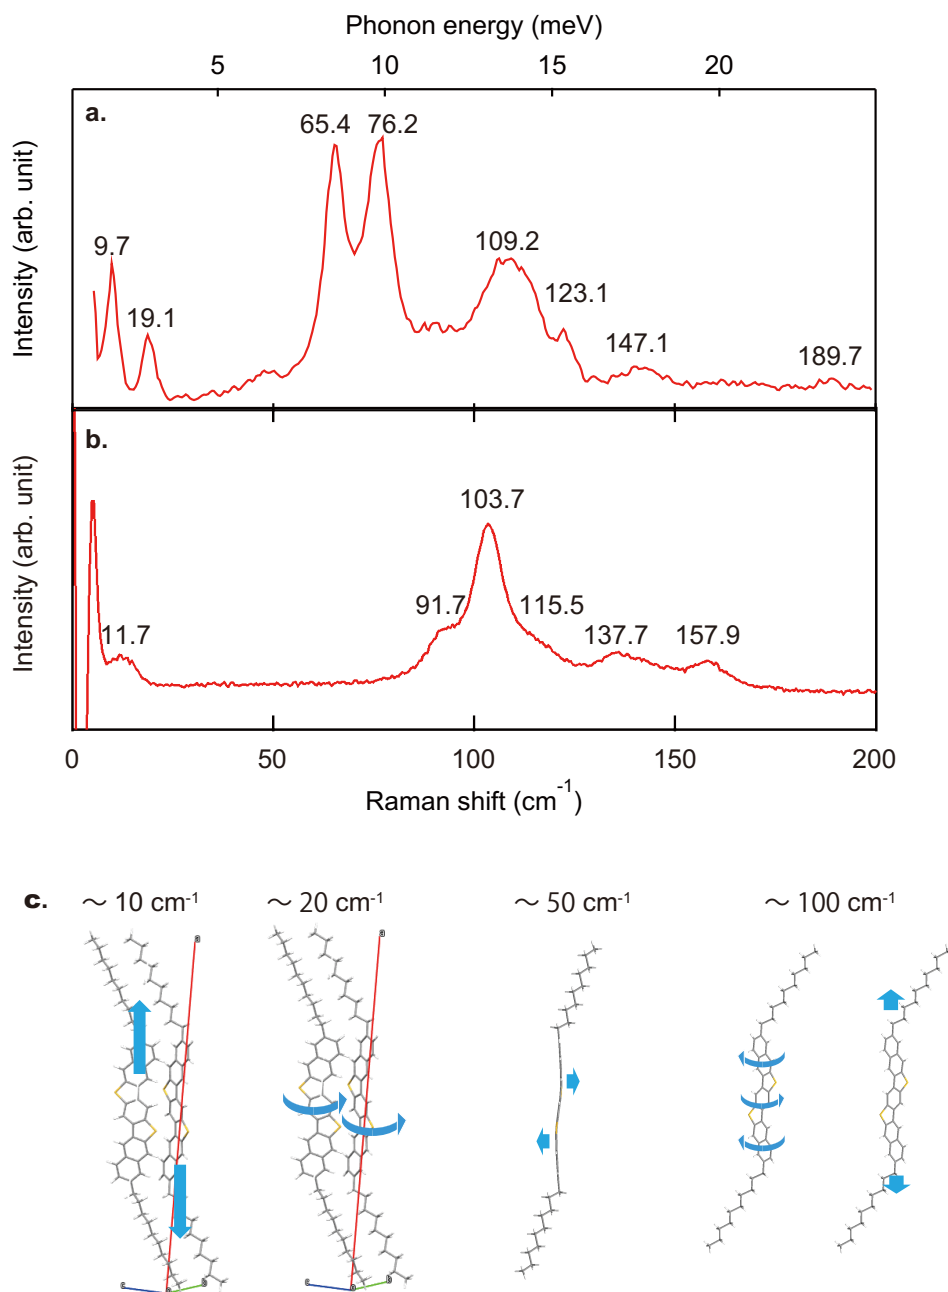 Phonon energy (meV)
5 10 15 20
a.
Intensity (arb. unit)
9.7
19.1
65.4
76.2
109.2
123.1
147.1
189.7
b.
Intensity (arb. unit)
11.7
91.7
103.7
115.5
137.7
157.9
0 50 100 150 200
Raman shift (cm⁻¹)
c. ～ 10 cm⁻¹ ～ 20 cm⁻¹ ～ 50 cm⁻¹ ～ 100 cm⁻¹
a a
c o b c o b